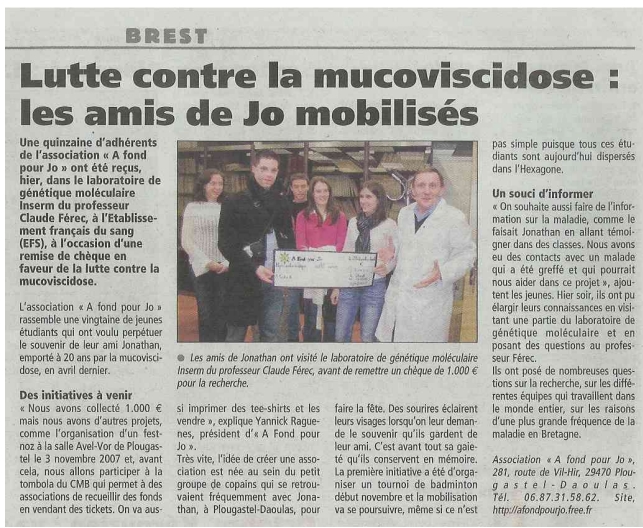 BREST
Lutte contre la mucoviscidose :
les amis de Jo mobilisés
Une quinzaine d'adhérents
de l'association « A fond
pour Jo » ont été reçus,
hier, dans le laboratoire de
génétique moléculaire
Inserm du professeur
Claude Férec, à l'Etablisse-
ment français du sang
(EFS), à l'occasion d'une
remise de chèque en
faveur de la lutte contre la
mucoviscidose.
L'association « A fond pour Jo »
rassemble une vingtaine de jeunes
étudiants qui ont voulu perpétuer
le souvenir de leur ami Jonathan,
emporté à 20 ans par la mucovisci-
dose, en avril dernier.
Des initiatives à venir
« Nous avons collecté 1.000 €
mais nous avons d'autres projets,
comme l'organisation d'un fest-
noz à la salle Avel-Vor de Plougas-
tel le 3 novembre 2007 et, avant
cela, nous allons participer à la
tombola du CMB qui permet à des
associations de recueillir des fonds
en vendant des tickets. On va aus-
A Fond pour Jo
● Les amis de Jonathan ont visité le laboratoire de génétique moléculaire
Inserm du professeur Claude Férec, avant de remettre un chèque de 1.000 €
pour la recherche.
si imprimer des tee-shirts et les
vendre », explique Yannick Rague-
nes, président d'« A Fond pour
Jo ».
Très vite, l'idée de créer une asso-
ciation est née au sein du petit
groupe de copains qui se retrou-
vaient fréquemment avec Jona-
than, à Plougastel-Daoulas, pour
faire la fête. Des sourires éclairent
leurs visages lorsqu'on leur deman-
de le souvenir qu'ils gardent de
leur ami. C'est avant tout sa gaie-
té qu'ils conservent en mémoire.
La première initiative a été d'orga-
niser un tournoi de badminton
début novembre et la mobilisation
va se poursuivre, même si ce n'est
pas simple puisque tous ces étu-
diants sont aujourd'hui dispersés
dans l'Hexagone.
Un souci d'informer
« On souhaite aussi faire de l'infor-
mation sur la maladie, comme le
faisait Jonathan en allant témoi-
gner dans des classes. Nous avons
eu des contacts avec un malade
qui a été greffé et qui pourrait
nous aider dans ce projet », ajou-
tent les jeunes. Hier soir, ils ont pu
élargir leurs connaissances en visi-
tant une partie du laboratoire de
génétique moléculaire et en
posant des questions au profes-
seur Férec.
Ils ont posé de nombreuses ques-
tions sur la recherche, sur les diffé-
rentes équipes qui travaillent dans
le monde entier, sur les raisons
d'une plus grande fréquence de la
maladie en Bretagne.
Association « A fond pour Jo »,
281, route de Vil-Hir, 29470 Plou-
gastel-Daoulas.
Tél. 06.87.31.58.62. Site,
http://afondpourjo.free.fr